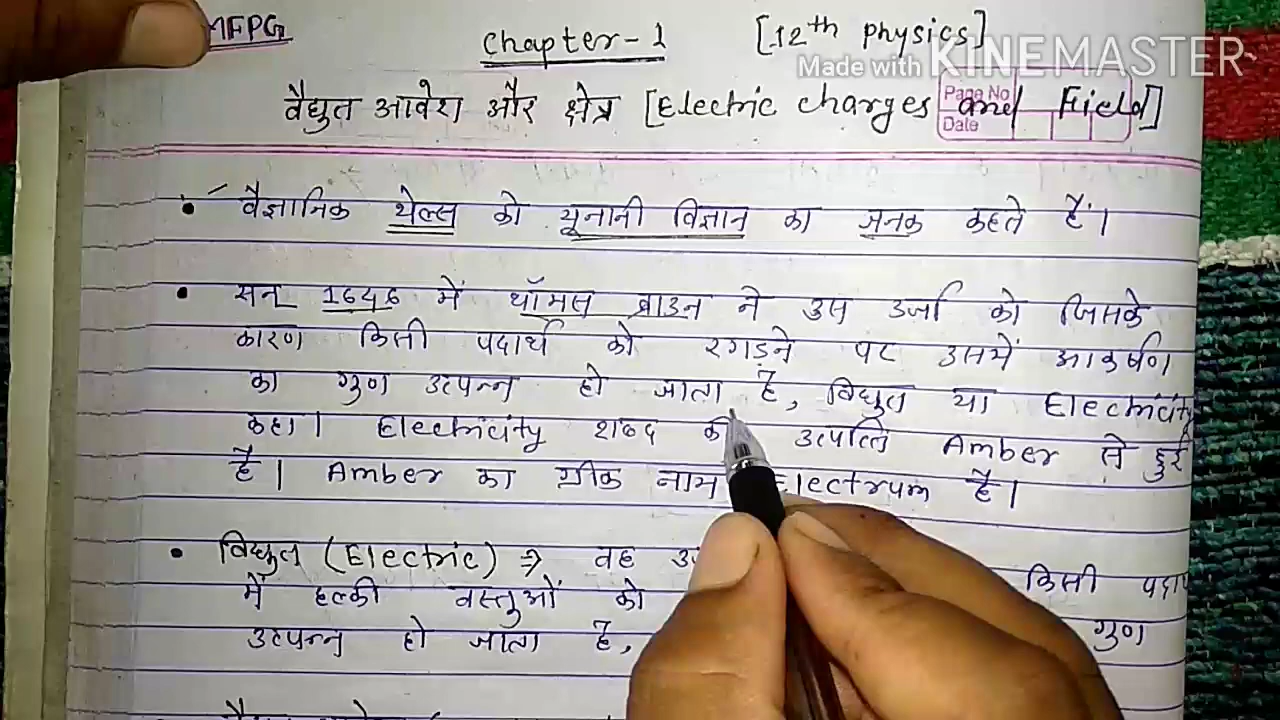 MFPG
Chapter-1 [12th physics]
Made with KINEMASTER
वैद्युत आवेश और क्षेत्र [Electric charges and Field]
Page No
Date
• वैज्ञानिक थेल्स को यूनानी विज्ञान का जनक कहते हैं।
• सन् 1646 में थॉमस ब्राउन ने उस उर्जा को जिसके
कारण किसी पदार्थ को रगड़ने पर उसमें आकर्षण
का गुण उत्पन्न हो जाता है, विद्युत या Electricity
कहा। Electricity शब्द की उत्पत्ति Amber से हुई
है। Amber का ग्रीक नाम Electrum है।
• विद्युत (Electric) ⇒ वह किसी
में हल्की वस्तुओं को
उत्पन्न हो जाता है, गुण